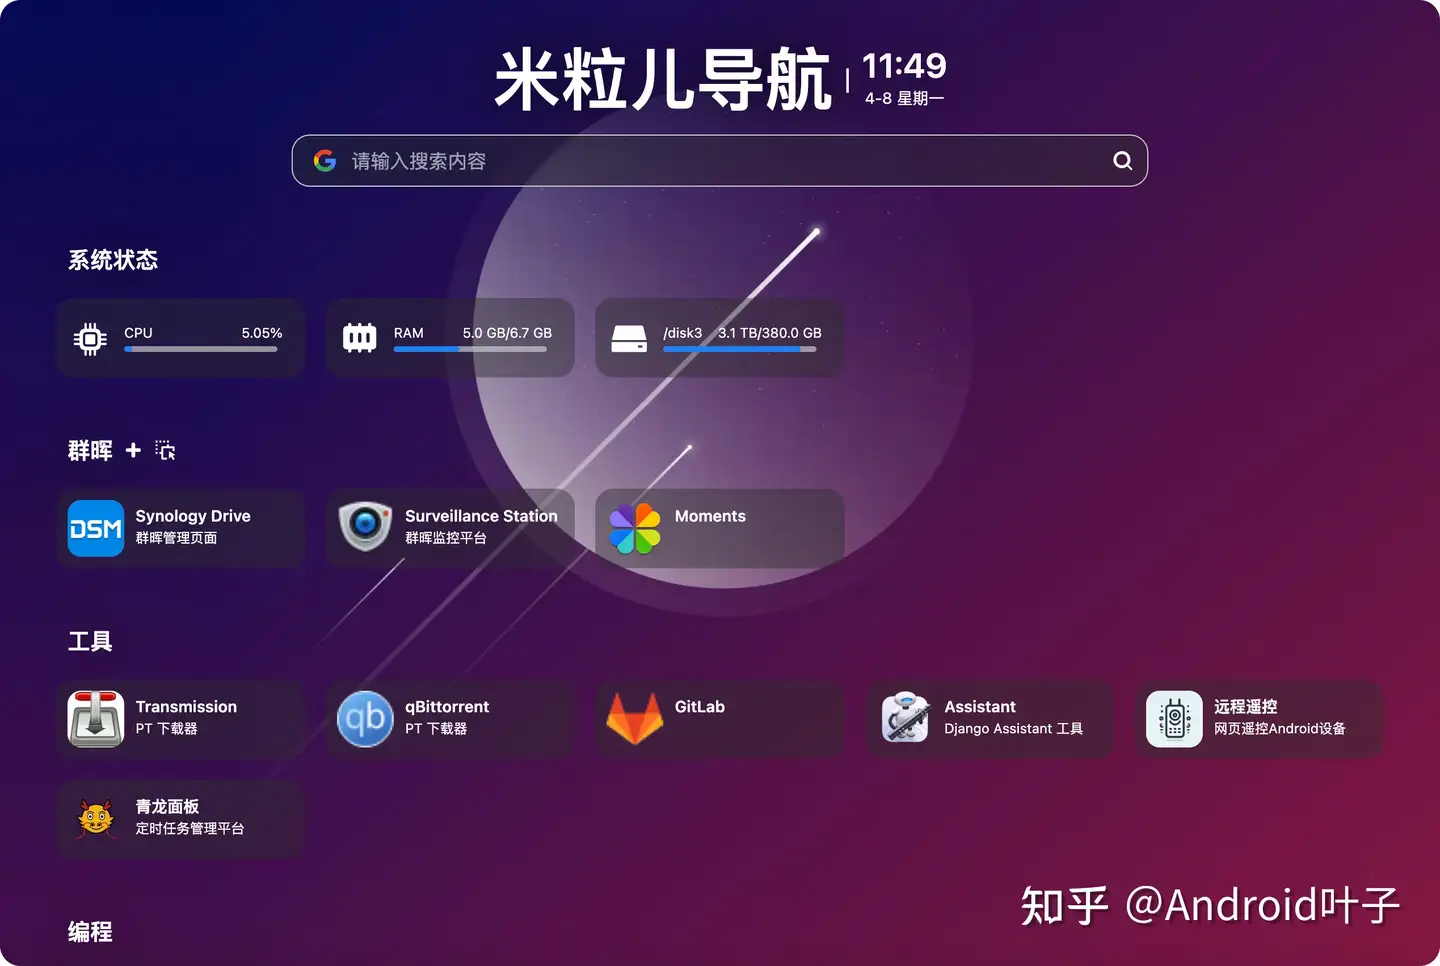 米粒儿导航
11:49
4-8 星期一
请输入搜索内容
系统状态
CPU 5.05%
RAM 5.0 GB/6.7 GB
/disk3 3.1 TB/380.0 GB
群晖
DSM
Synology Drive
群晖管理页面
Surveillance Station
群晖监控平台
Moments
工具
Transmission
PT 下载器
qb
qBittorrent
PT 下载器
GitLab
Assistant
Django Assistant 工具
远程遥控
网页遥控Android设备
青龙面板
定时任务管理平台
编程
知乎 @Android叶子